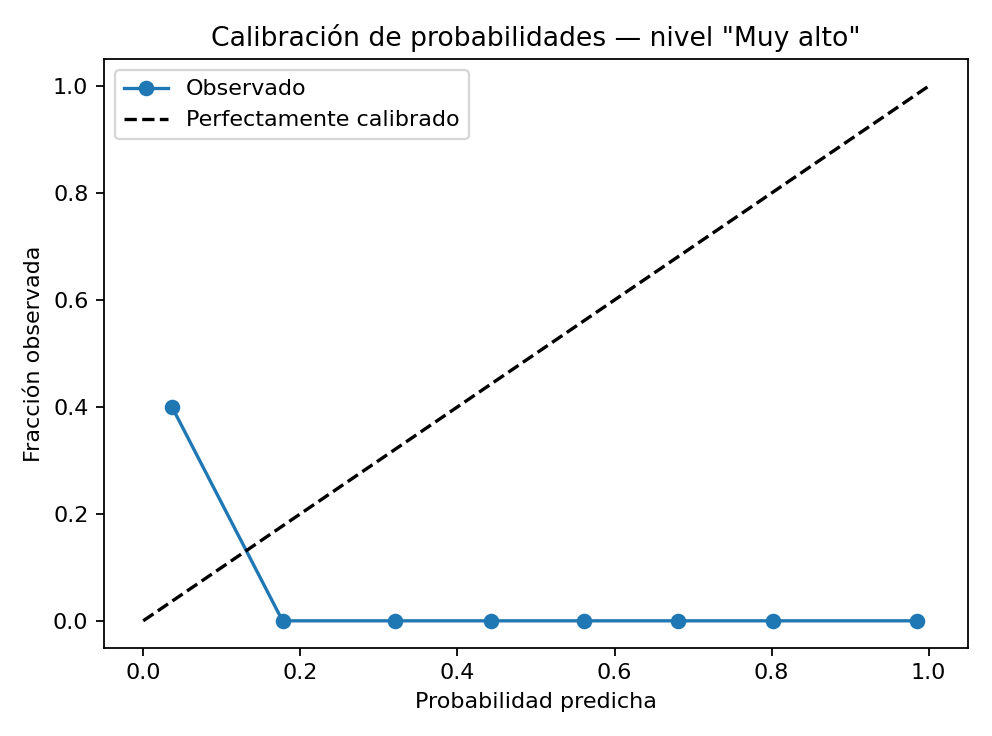 Calibración de probabilidades — nivel "Muy alto"
Observado
Perfectamente calibrado
Fracción observada
1.0
0.8
0.6
0.4
0.2
0.0
0.0 0.2 0.4 0.6 0.8 1.0
Probabilidad predicha